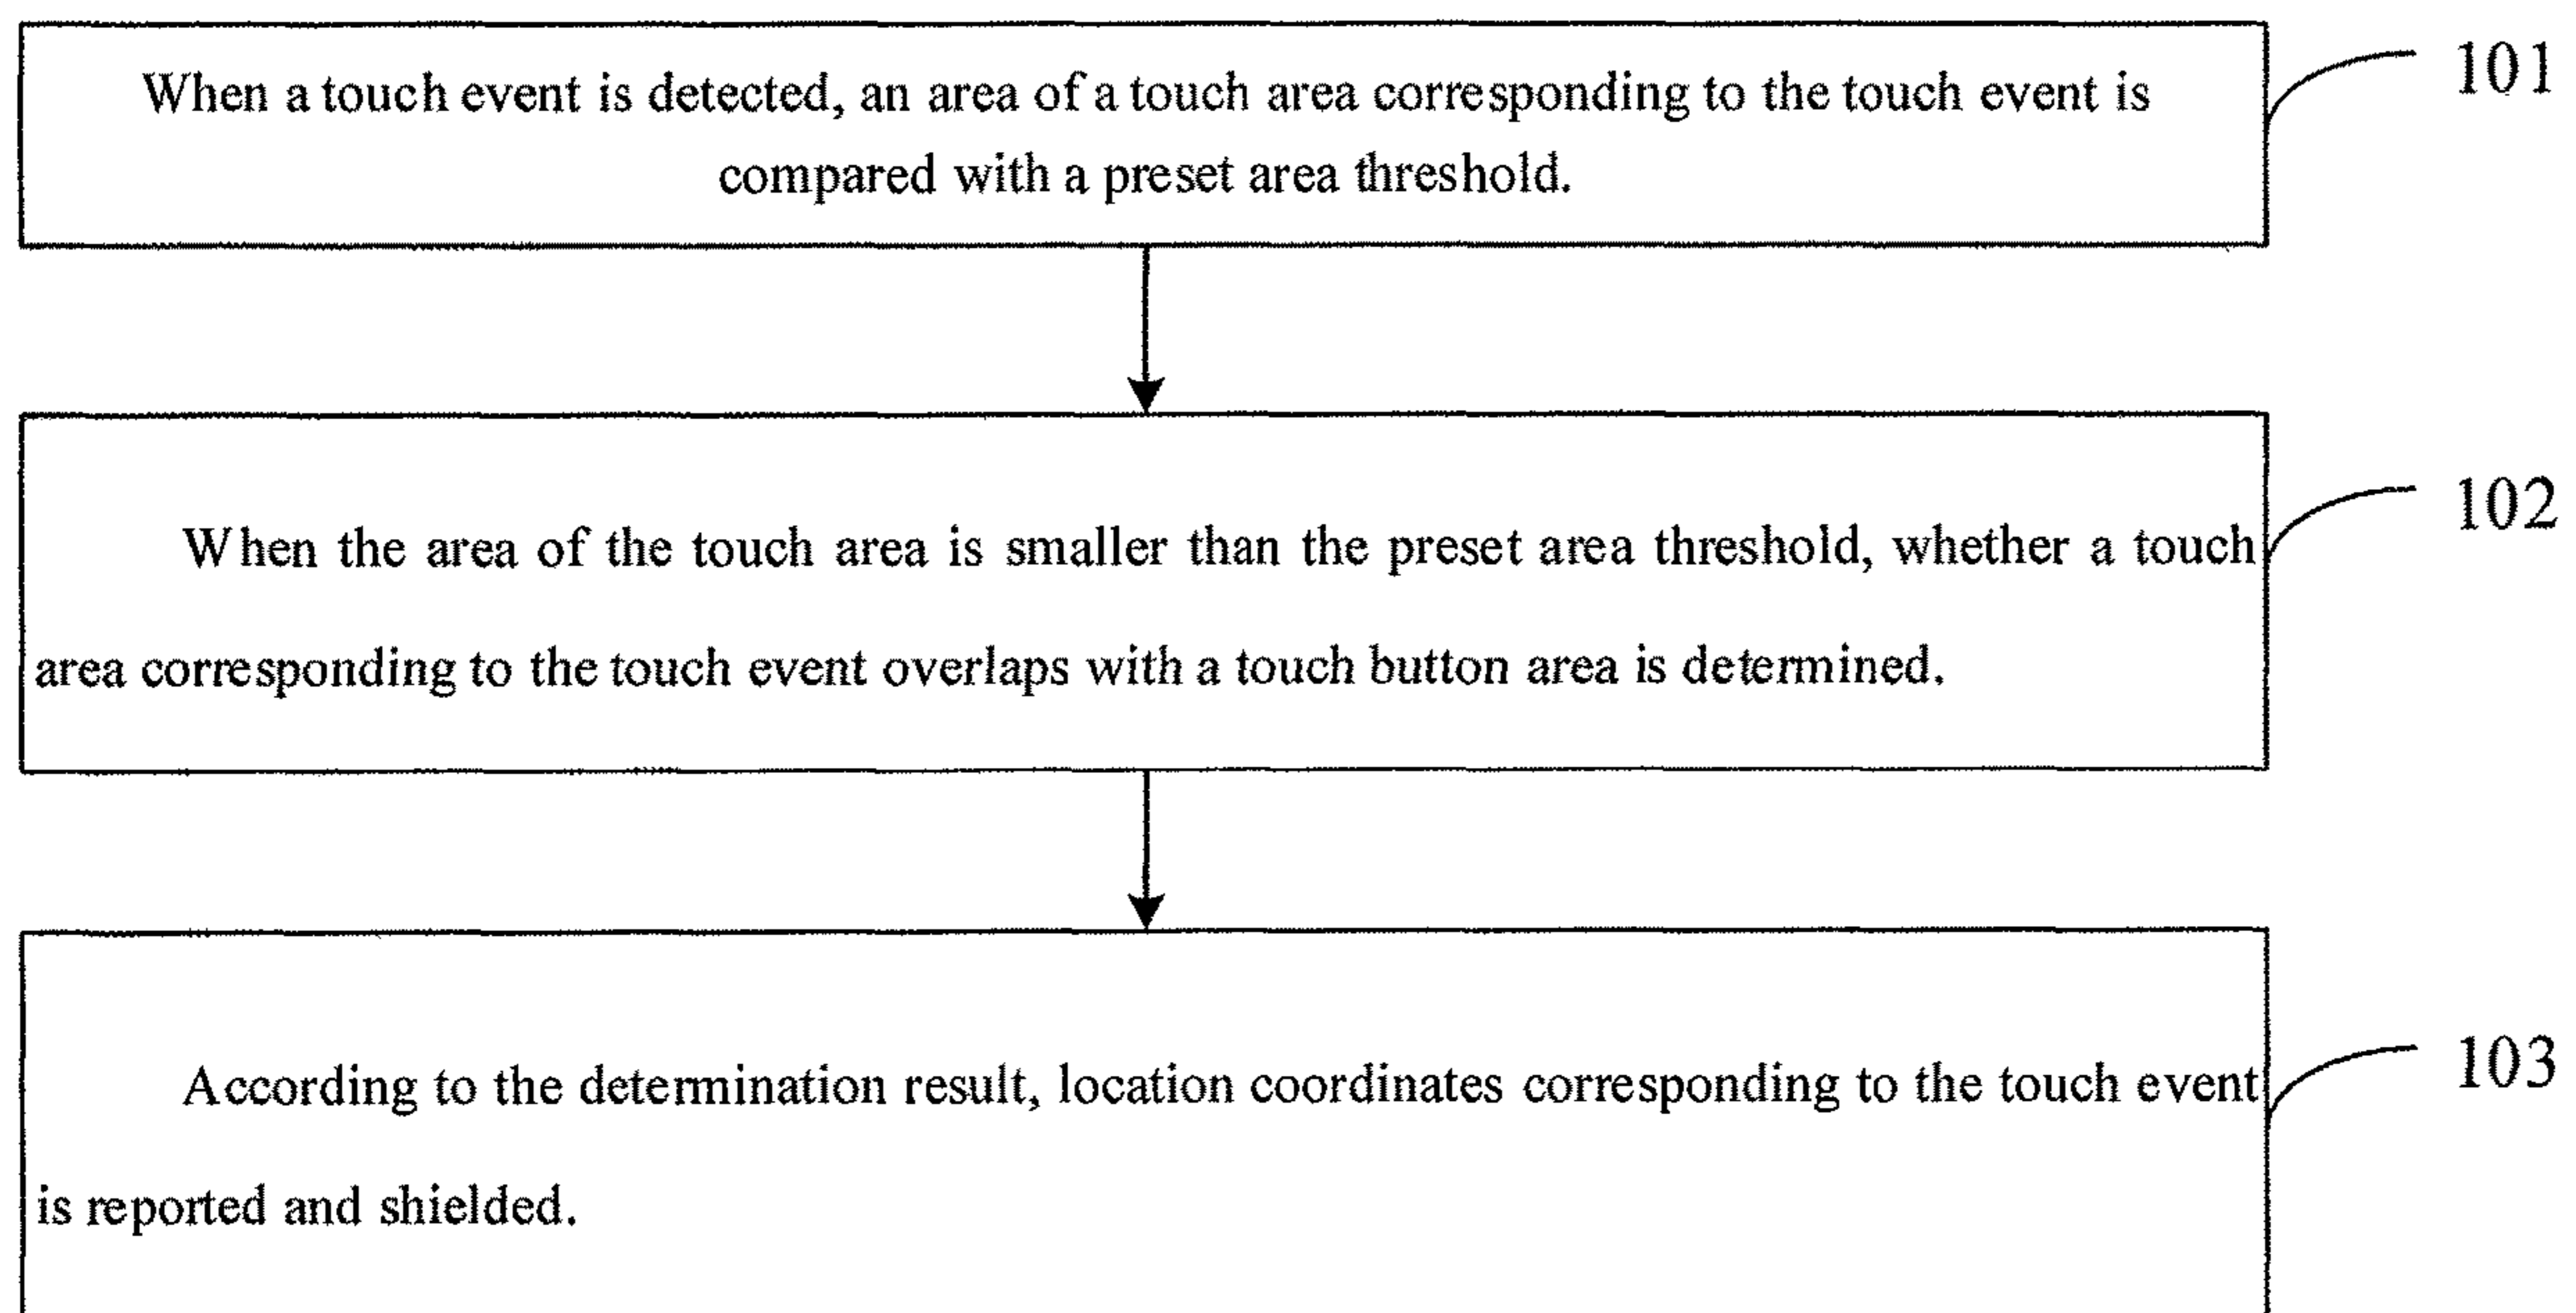 When a touch event is detected, an area of a touch area corresponding to the touch event is
compared with a preset area threshold.
101
When the area of the touch area is smaller than the preset area threshold, whether a touch
area corresponding to the touch event overlaps with a touch button area is determined.
102
According to the determination result, location coordinates corresponding to the touch event
is reported and shielded.
103